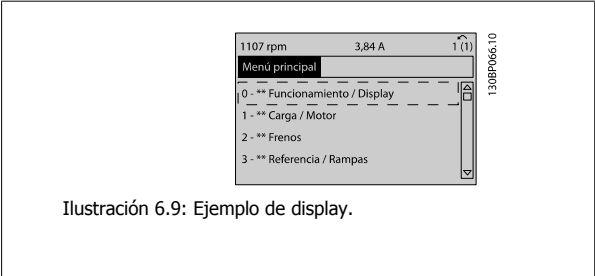 1107 rpm 3,84 A 1 (1)
Menú principal
0 - ** Funcionamiento / Display
1 - ** Carga / Motor
2 - ** Frenos
3 - ** Referencia / Rampas
130BP066.10
Ilustración 6.9: Ejemplo de display.